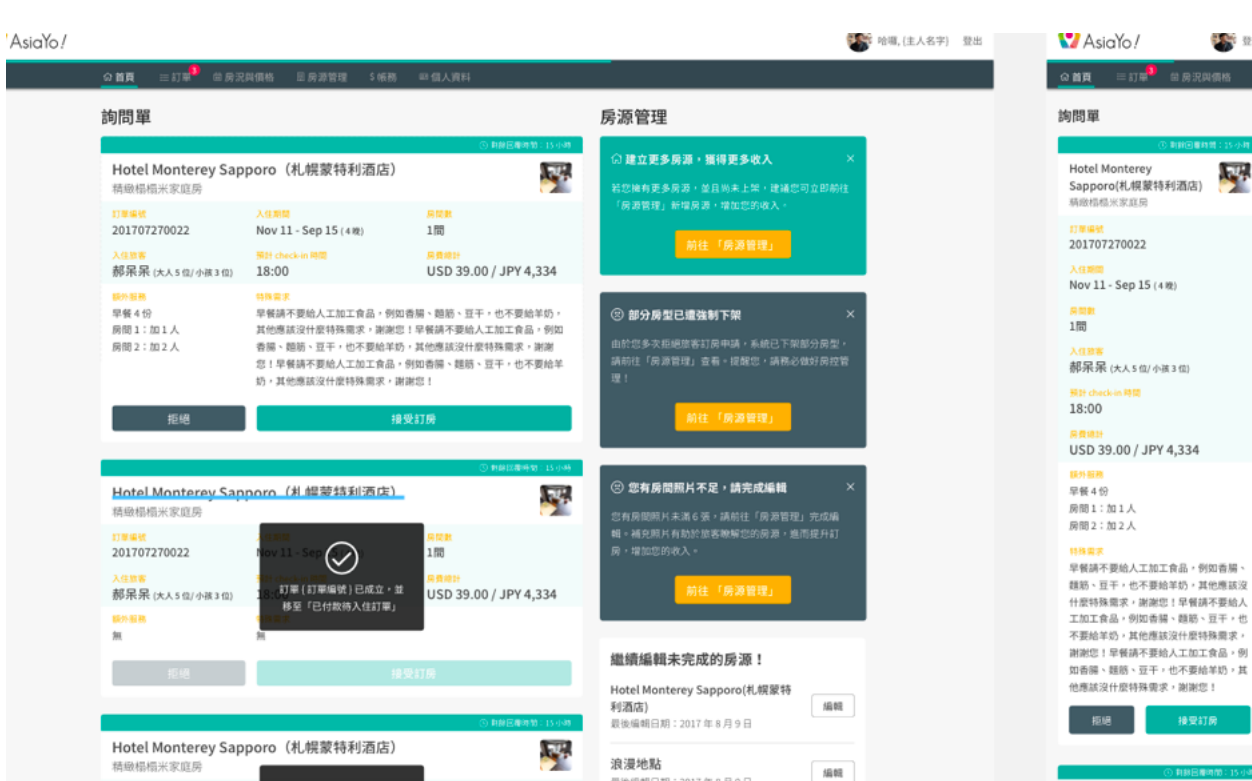 AsiaYo!
哈囉, (主人名字) 登出
首頁 訂單 3 房況與價格 房源管理 $ 帳務 個人資料
詢問單
剩餘回覆時間：15 小時
Hotel Monterey Sapporo（札幌蒙特利酒店）
精緻榻榻米家庭房
訂單編號 入住期間 房間數
201707270022 Nov 11 - Sep 15 (4 晚) 1間
入住旅客 預計 check-in 時間 房費總計
郝呆呆 (大人 5 位/ 小孩 3 位) 18:00 USD 39.00 / JPY 4,334
額外服務 特殊需求
早餐 4 份
房間 1：加 1 人
房間 2：加 2 人
早餐請不要給人工加工食品，例如香腸、麵筋、豆干，也不要給羊奶，
其他應該沒什麼特殊需求，謝謝您！早餐請不要給人工加工食品，例如
香腸、麵筋、豆干，也不要給羊奶，其他應該沒什麼特殊需求，謝謝
您！早餐請不要給人工加工食品，例如香腸、麵筋、豆干，也不要給羊
奶，其他應該沒什麼特殊需求，謝謝您！
拒絕 接受訂房
剩餘回覆時間：15 小時
Hotel Monterey Sapporo（札幌蒙特利酒店）
精緻榻榻米家庭房
訂單編號 房間數
201707270022 Nov 11 - Sep 1間
入住旅客 房費總計
郝呆呆 (大人 5 位/ 小孩 3 位) USD 39.00 / JPY 4,334
額外服務
無 無
訂單 ( 訂單編號 ) 已成立，並
移至「已付款待入住訂單」
拒絕 接受訂房
剩餘回覆時間：15 小時
Hotel Monterey Sapporo（札幌蒙特利酒店）
精緻榻榻米家庭房
房源管理
建立更多房源，獲得更多收入 ×
若您擁有更多房源，並且尚未上架，建議您可立即前往
「房源管理」新增房源，增加您的收入。
前往 「房源管理」
部分房型已遭強制下架 ×
由於您多次拒絕旅客訂房申請，系統已下架部分房型，
請前往「房源管理」查看。提醒您，請務必做好房控管
理！
前往 「房源管理」
您有房間照片不足，請完成編輯 ×
您有房間照片未滿 6 張，請前往「房源管理」完成編
輯。補充照片有助於旅客瞭解您的房源，進而提升訂
房，增加您的收入。
前往 「房源管理」
繼續編輯未完成的房源！
Hotel Monterey Sapporo(札幌蒙特
利酒店)
最後編輯日期：2017 年 8 月 9 日
編輯
浪漫地點
編輯
AsiaYo!
首頁 訂單 3 房況與價格
詢問單
剩餘回覆時間：15 小時
Hotel Monterey
Sapporo(札幌蒙特利酒店)
精緻榻榻米家庭房
訂單編號
201707270022
入住期間
Nov 11 - Sep 15 (4 晚)
房間數
1間
入住旅客
郝呆呆 (大人 5 位/ 小孩 3 位)
預計 check-in 時間
18:00
房費總計
USD 39.00 / JPY 4,334
額外服務
早餐 4 份
房間 1：加 1 人
房間 2：加 2 人
特殊需求
早餐請不要給人工加工食品，例如香腸、
麵筋、豆干，也不要給羊奶，其他應該沒
什麼特殊需求，謝謝您！早餐請不要給人
工加工食品，例如香腸、麵筋、豆干，也
不要給羊奶，其他應該沒什麼特殊需求，
謝謝您！早餐請不要給人工加工食品，例
如香腸、麵筋、豆干，也不要給羊奶，其
他應該沒什麼特殊需求，謝謝您！
拒絕 接受訂房
剩餘回覆時間：15 小